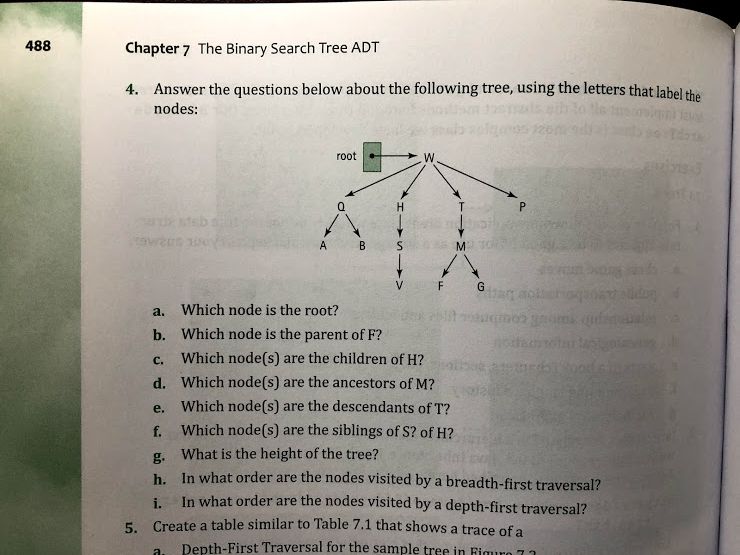 488
Chapter 7 The Binary Search Tree ADT
4. Answer the questions below about the following tree, using the letters that label the
nodes:
root W
Q H T P
A B S M
V F G
a. Which node is the root?
b. Which node is the parent of F?
c. Which node(s) are the children of H?
d. Which node(s) are the ancestors of M?
e. Which node(s) are the descendants of T?
f. Which node(s) are the siblings of S? of H?
g. What is the height of the tree?
h. In what order are the nodes visited by a breadth-first traversal?
i. In what order are the nodes visited by a depth-first traversal?
5. Create a table similar to Table 7.1 that shows a trace of a
a. Depth-First Traversal for the sample tree in Figure